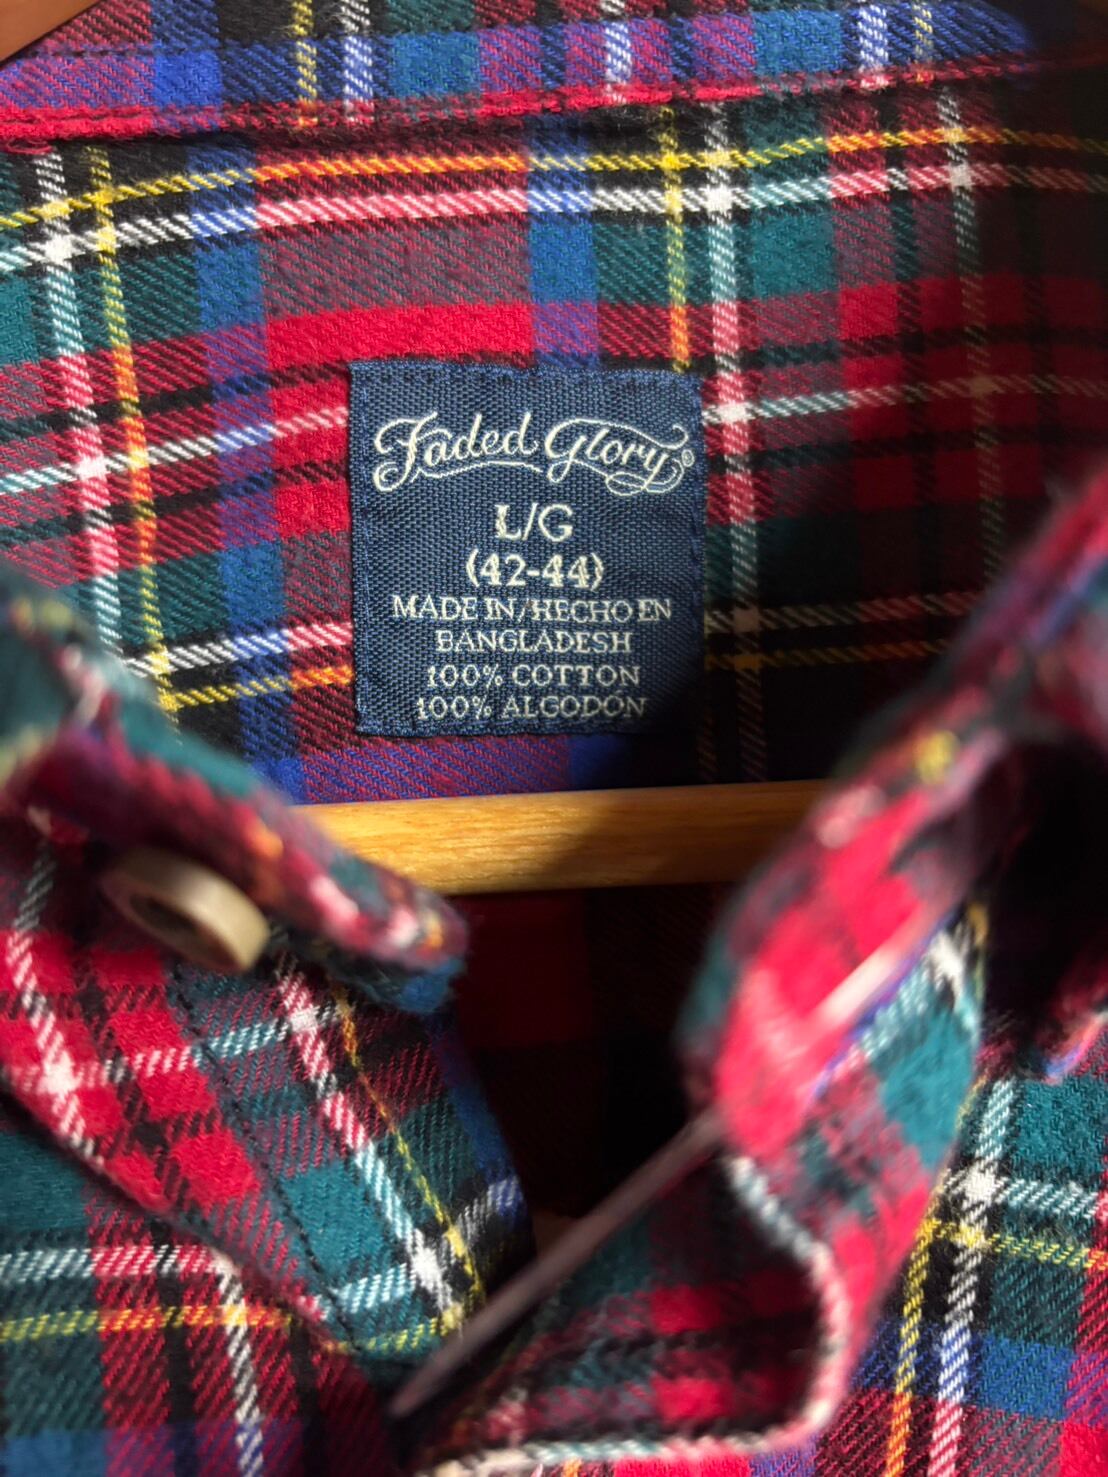 Faded Glory®
L/G
(42-44)
MADE IN/HECHO EN
BANGLADESH
100% COTTON
100% ALGODON